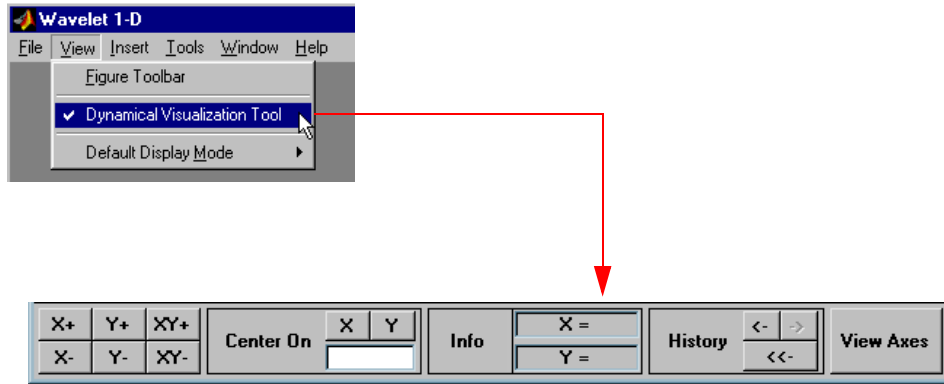 Wavelet 1-D
File View Insert Tools Window Help
Figure Toolbar
Dynamical Visualization Tool
Default Display Mode
X+ Y+ XY+
X- Y- XY-
Center On
X Y
Info
X =
Y =
History
<- ->
<<-
View Axes